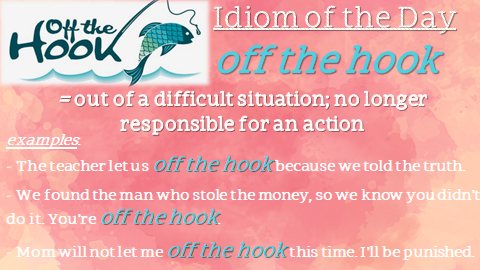 Off the
HOOK
Idiom of the Day
off the hook
= out of a difficult situation; no longer
responsible for an action
examples:
- The teacher let us off the hook because we told the truth.
- We found the man who stole the money, so we know you didn't
do it. You're off the hook.
- Mom will not let me off the hook this time. I'll be punished.